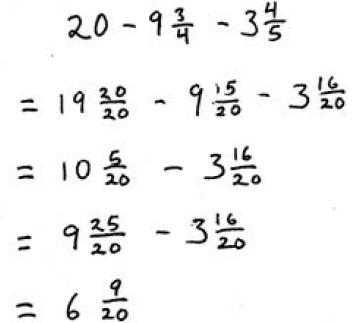 20 - 9 3/4 - 3 4/5
= 19 20/20 - 9 15/20 - 3 16/20
= 10 5/20 - 3 16/20
= 9 25/20 - 3 16/20
= 6 9/20